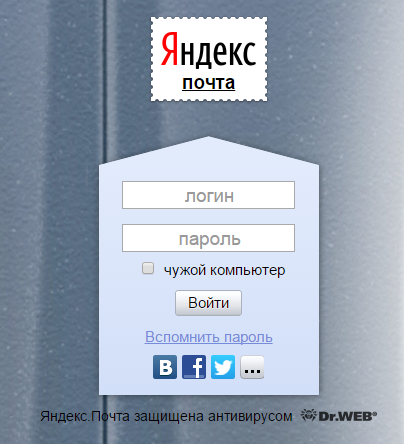 Яндекс
почта
логин
пароль
чужой компьютер
Войти
Вспомнить пароль
В f ...
Яндекс.Почта защищена антивирусом Dr.WEB®